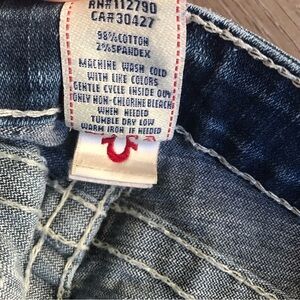 RN#112790
CA#30427
98%COTTON
2%SPANDEX
MACHINE WASH COLD
WITH LIKE COLORS
GENTLE CYCLE INSIDE OUT
ONLY NON-CHLORINE BLEACH
WHEN NEEDED
TUMBLE DRY LOW
WARM IRON IF NEEDED